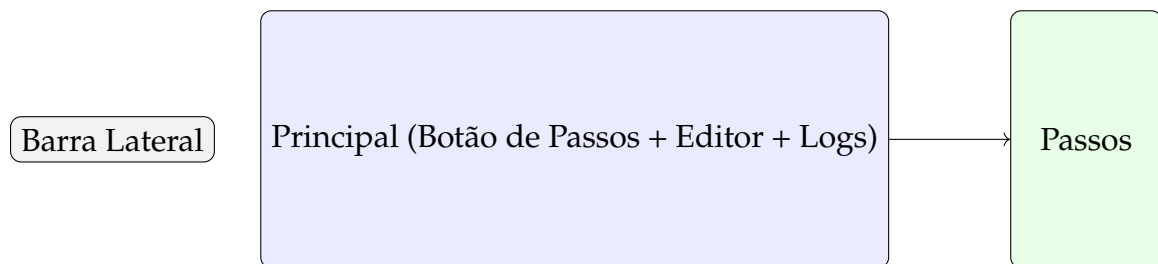 Barra Lateral
Principal (Botão de Passos + Editor + Logs)
Passos